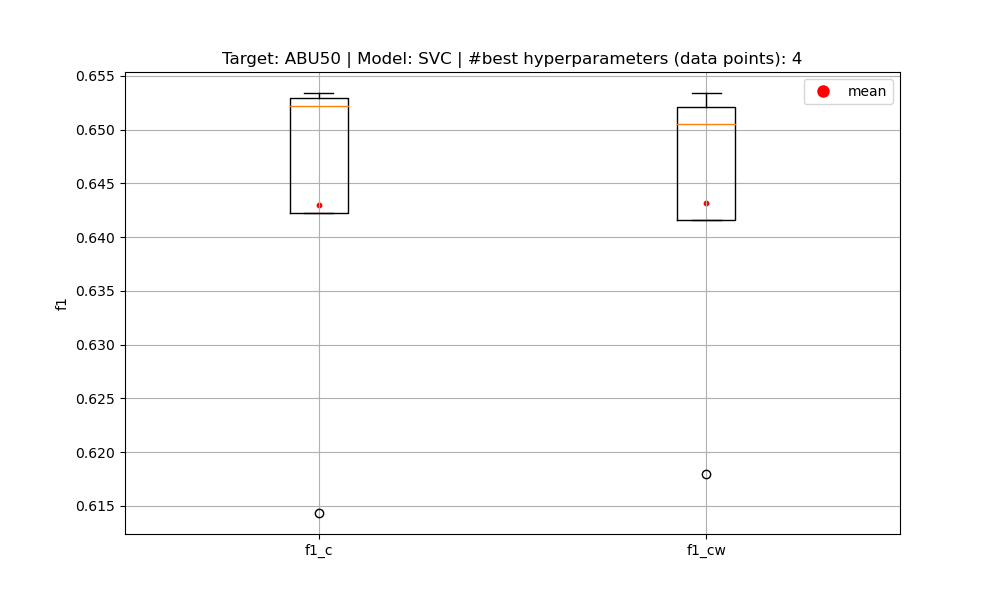 Target: ABU50 | Model: SVC | #best hyperparameters (data points): 4
mean
0.655
0.650
0.645
0.640
0.635
0.630
0.625
0.620
0.615
f1
f1_c
f1_cw